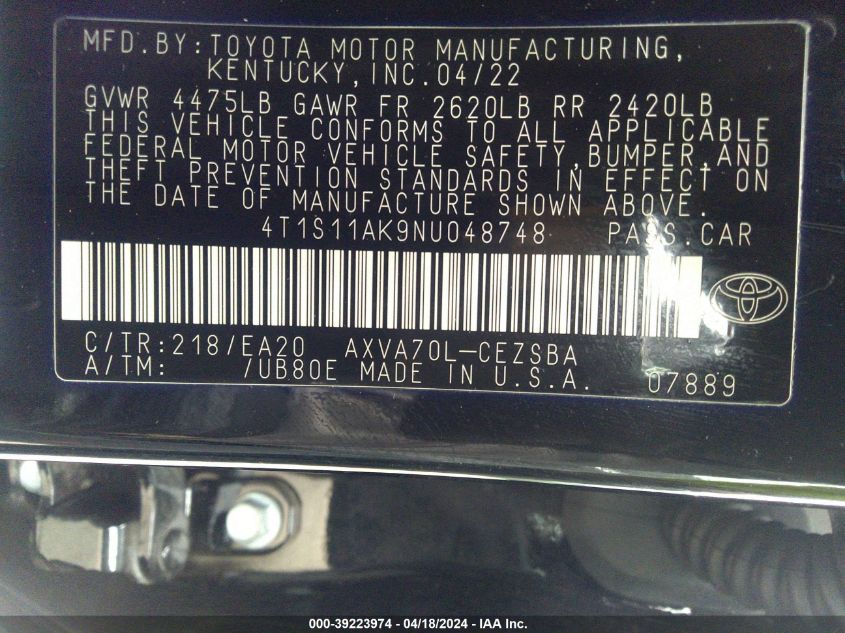 MFD.BY:TOYOTA MOTOR MANUFACTURING,
KENTUCKY,INC.04/22
GVWR 4475LB GAWR FR 2620LB RR 2420LB
THIS VEHICLE CONFORMS TO ALL APPLICABLE
FEDERAL MOTOR VEHICLE SAFETY,BUMPER,AND
THEFT PREVENTION STANDARDS IN EFFECT ON
THE DATE OF MANUFACTURE SHOWN ABOVE.
4T1S11AK9NU048748 PASS.CAR
C/TR:218/EA20 AXVA70L-CEZSBA
A/TM: /UB80E MADE IN U.S.A. 07889
000-39223974 / 04/18/2024 - IAA Inc.